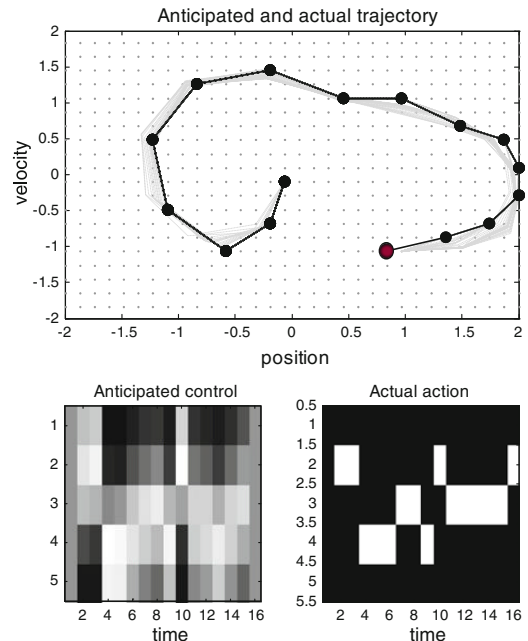 Anticipated and actual trajectory
2
1.5
1
0.5
0
-0.5
-1
-1.5
-2
velocity
-2 -1.5 -1 -0.5 0 0.5 1 1.5 2
position
Anticipated control
1
2
3
4
5
2 4 6 8 10 12 14 16
time
Actual action
0.5
1
1.5
2
2.5
3
3.5
4
4.5
5
5.5
2 4 6 8 10 12 14 16
time